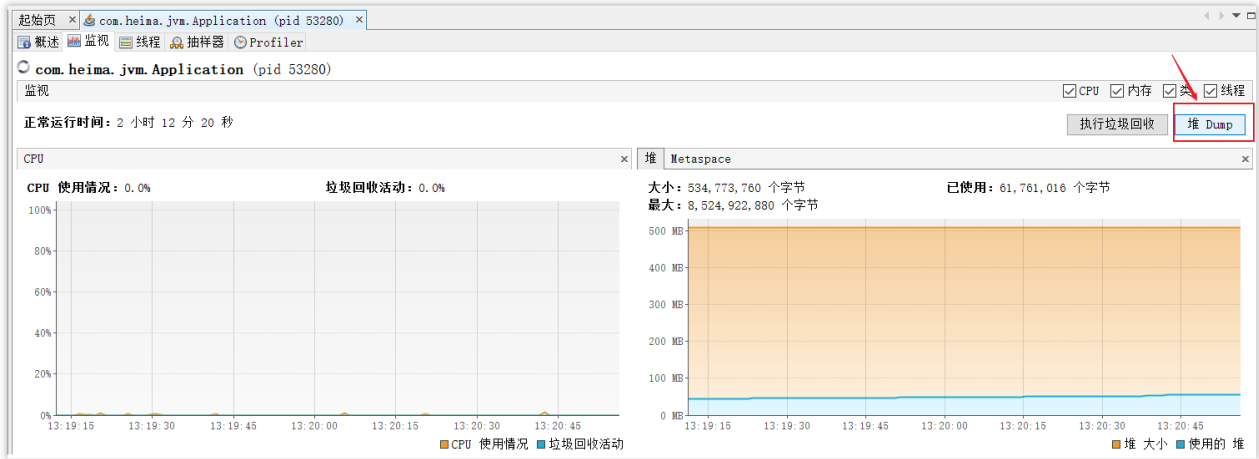 起始页 × com.heima.jvm.Application (pid 53280) ×
概述 监视 线程 抽样器 Profiler
com.heima.jvm.Application (pid 53280)
监视
CPU 内存 类 线程
正常运行时间: 2 小时 12 分 20 秒
执行垃圾回收 堆 Dump
CPU ×
CPU 使用情况: 0.0% 垃圾回收活动: 0.0%
100%
80%
60%
40%
20%
0%
13:19:15 13:19:30 13:19:45 13:20:00 13:20:15 13:20:30 13:20:45
CPU 使用情况 垃圾回收活动
堆 Metaspace ×
大小: 534,773,760 个字节 已使用: 61,761,016 个字节
最大: 8,524,922,880 个字节
500 MB
400 MB
300 MB
200 MB
100 MB
0 MB
13:19:15 13:19:30 13:19:45 13:20:00 13:20:15 13:20:30 13:20:45
堆 大小 使用的 堆